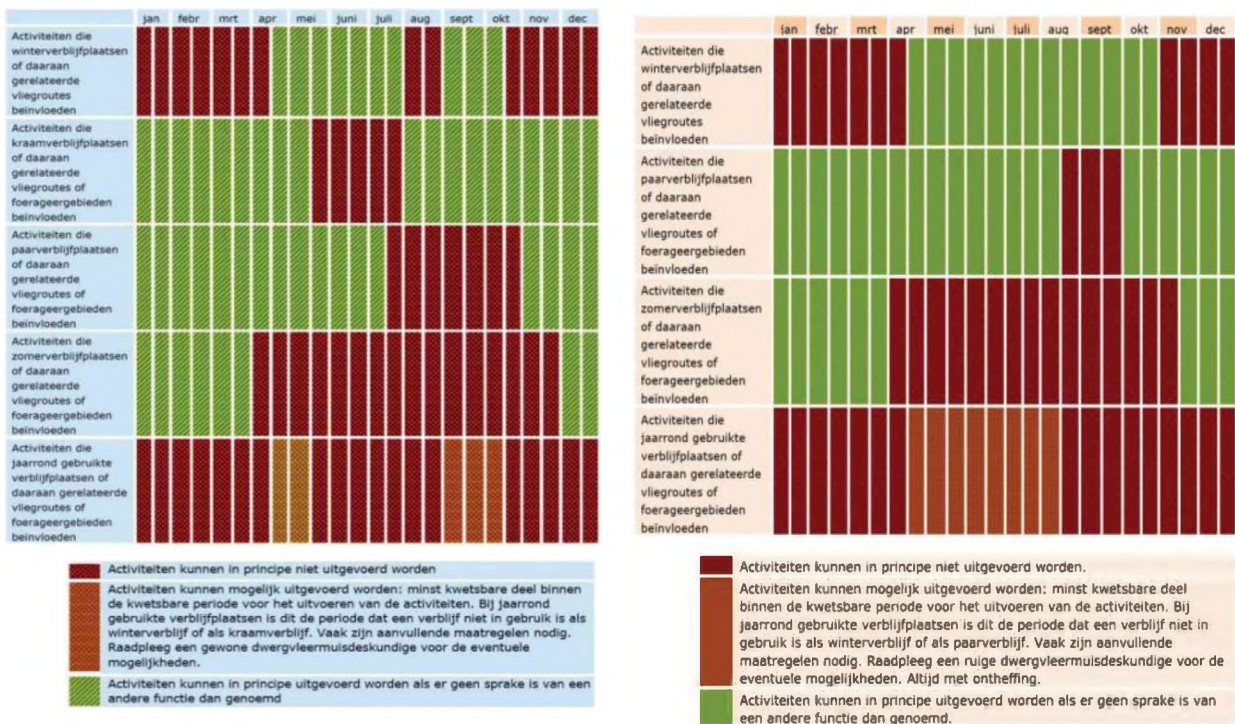 jan febr mrt apr mei juni juli aug sept okt nov dec
Activiteiten die
winterverblijfplaatsen
of daaraan
gerelateerde
vliegroutes
beïnvloeden
Activiteiten die
kraamverblijfplaatsen
of daaraan
gerelateerde
vliegroutes of
foerageergebieden
beïnvloeden
Activiteiten die
paarverblijfplaatsen
of daaraan
gerelateerde
vliegroutes of
foerageergebieden
beïnvloeden
Activiteiten die
zomerverblijfplaatsen
of daaraan
gerelateerde
vliegroutes of
foerageergebieden
beïnvloeden
Activiteiten die
jaarrond gebruikte
verblijfplaatsen of
daaraan gerelateerde
vliegroutes of
foerageergebieden
beïnvloeden
Activiteiten kunnen in principe niet uitgevoerd worden
Activiteiten kunnen mogelijk uitgevoerd worden: minst kwetsbare deel binnen
de kwetsbare periode voor het uitvoeren van de activiteiten. Bij jaarrond
gebruikte verblijfplaatsen is dit de periode dat een verblijf niet in gebruik is als
winterverblijf of als kraamverblijf. Vaak zijn aanvullende maatregelen nodig.
Raadpleeg een gewone dwergvleermuisdeskundige voor de eventuele
mogelijkheden.
Activiteiten kunnen in principe uitgevoerd worden als er geen sprake is van een
andere functie dan genoemd
jan febr mrt apr mei juni juli aug sept okt nov dec
Activiteiten die
winterverblijfplaatsen
of daaraan
gerelateerde
vliegroutes
beïnvloeden
Activiteiten die
paarverblijfplaatsen
of daaraan
gerelateerde
vliegroutes of
foerageergebieden
beïnvloeden
Activiteiten die
zomerverblijfplaatsen
of daaraan
gerelateerde
vliegroutes of
foerageergebieden
beïnvloeden
Activiteiten die
jaarrond gebruikte
verblijfplaatsen of
daaraan gerelateerde
vliegroutes of
foerageergebieden
beïnvloeden
Activiteiten kunnen in principe niet uitgevoerd worden.
Activiteiten kunnen mogelijk uitgevoerd worden: minst kwetsbare deel
binnen de kwetsbare periode voor het uitvoeren van de activiteiten. Bij
jaarrond gebruikte verblijfplaatsen is dit de periode dat een verblijf niet in
gebruik is als winterverblijf of als paarverblijf. Vaak zijn aanvullende
maatregelen nodig. Raadpleeg een ruige dwergvleermuisdeskundige voor de
eventuele mogelijkheden. Altijd met ontheffing.
Activiteiten kunnen in principe uitgevoerd worden als er geen sprake is van
een andere functie dan genoemd.